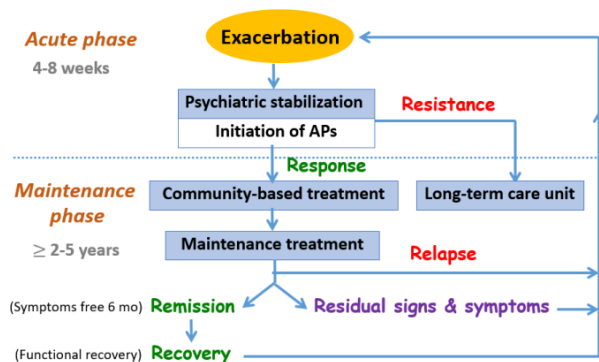 Acute phase
4-8 weeks
Exacerbation
Psychiatric stabilization
Initiation of APs
Resistance
Response
Maintenance
phase
≥ 2-5 years
Community-based treatment
Long-term care unit
Maintenance treatment
Relapse
(Symptoms free 6 mo) Remission
Residual signs & symptoms
(Functional recovery) Recovery